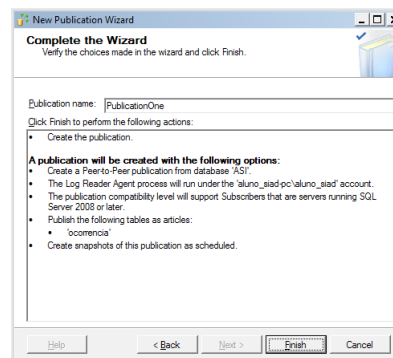 New Publication Wizard
Complete the Wizard
Verify the choices made in the wizard and click Finish.
Publication name: PublicationOne
Click Finish to perform the following actions:
• Create the publication.
A publication will be created with the following options:
• Create a Peer-to-Peer publication from database 'ASI'.
• The Log Reader Agent process will run under the 'aluno_siad-pc\aluno_siad' account.
• The publication compatibility level will support Subscribers that are servers running SQL
Server 2008 or later.
• Publish the following tables as articles:
• 'ocorrencia'
• Create snapshots of this publication as scheduled.
Help < Back Next > Finish Cancel